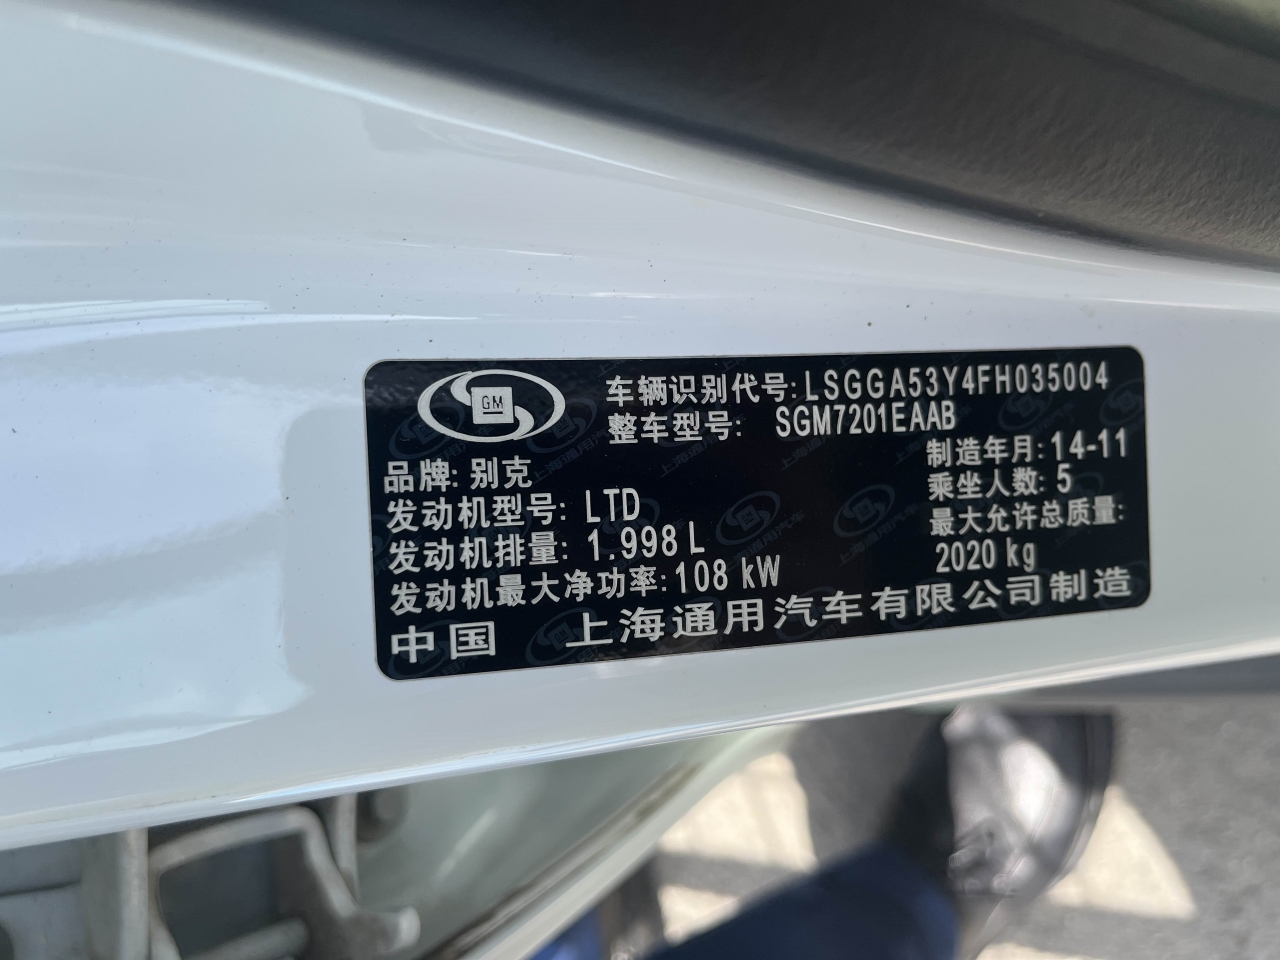 GM
车辆识别代号: LSGGA53Y4FH035004
整车型号: SGM7201EAAB
品牌: 别克
制造年月: 14-11
发动机型号: LTD
乘坐人数: 5
发动机排量: 1.998 L
最大允许总质量:
2020 kg
发动机最大净功率: 108 kW
中国 上海通用汽车有限公司制造